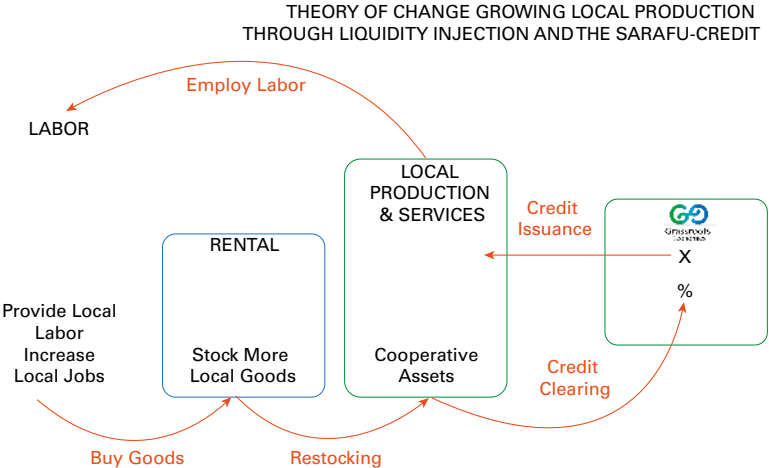 THEORY OF CHANGE GROWING LOCAL PRODUCTION
THROUGH LIQUIDITY INJECTION AND THE SARAFU-CREDIT
Employ Labor
LABOR
LOCAL
PRODUCTION
& SERVICES
Credit
Issuance
Grassroots
Economics
X
%
RENTAL
Provide Local
Labor
Increase
Local Jobs
Stock More
Local Goods
Cooperative
Assets
Credit
Clearing
Buy Goods
Restocking